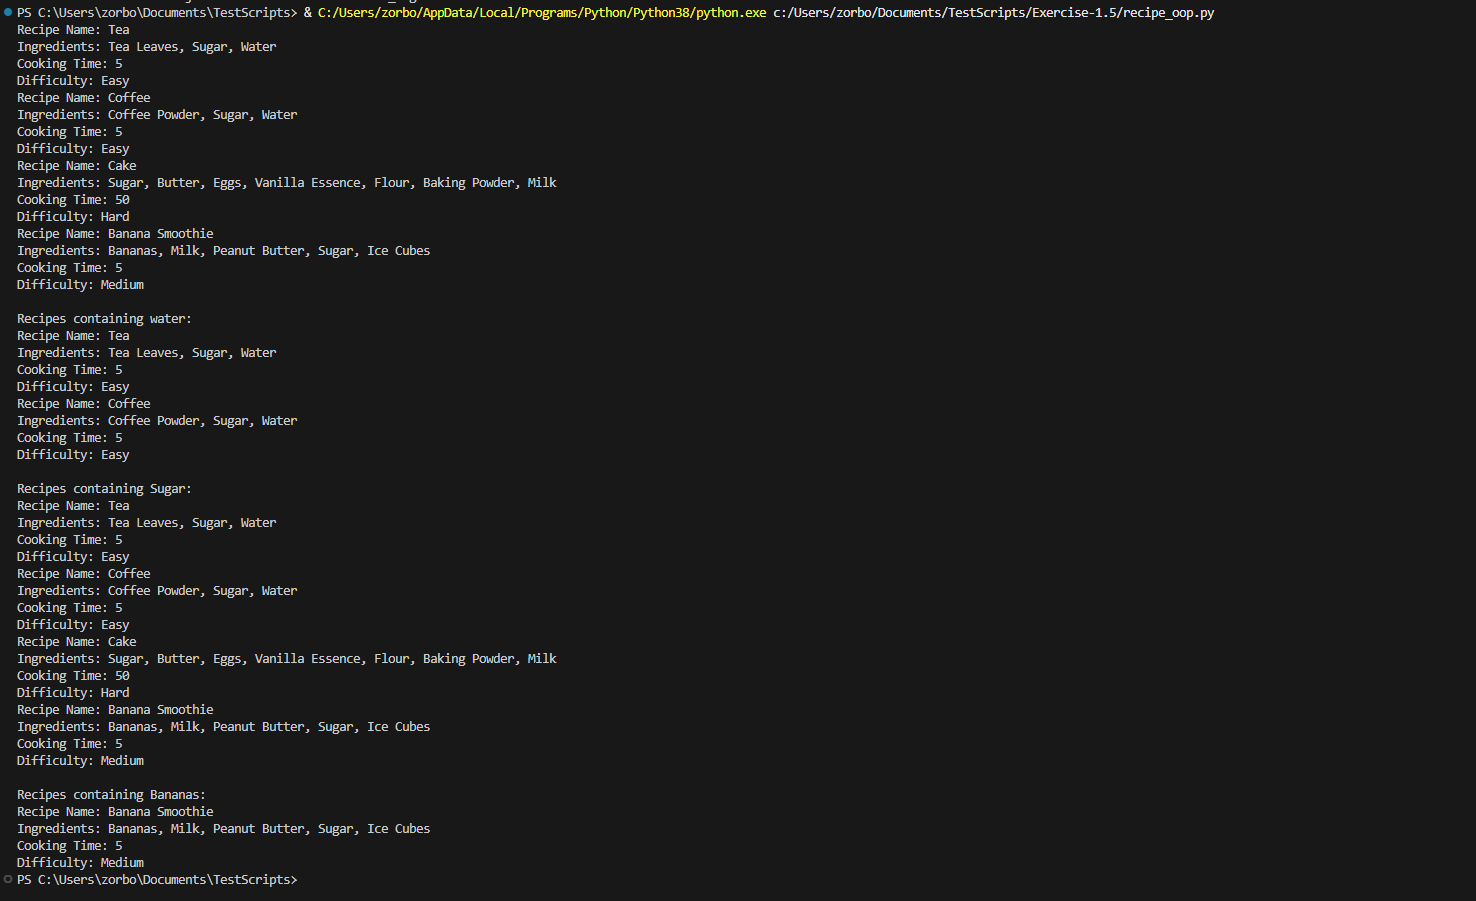 PS C:\Users\zorbo\Documents\TestScripts> & C:/Users/zorbo/AppData/Local/Programs/Python/Python38/python.exe c:/Users/zorbo/Documents/TestScripts/Exercise-1.5/recipe_oop.py
Recipe Name: Tea
Ingredients: Tea Leaves, Sugar, Water
Cooking Time: 5
Difficulty: Easy
Recipe Name: Coffee
Ingredients: Coffee Powder, Sugar, Water
Cooking Time: 5
Difficulty: Easy
Recipe Name: Cake
Ingredients: Sugar, Butter, Eggs, Vanilla Essence, Flour, Baking Powder, Milk
Cooking Time: 50
Difficulty: Hard
Recipe Name: Banana Smoothie
Ingredients: Bananas, Milk, Peanut Butter, Sugar, Ice Cubes
Cooking Time: 5
Difficulty: Medium

Recipes containing water:
Recipe Name: Tea
Ingredients: Tea Leaves, Sugar, Water
Cooking Time: 5
Difficulty: Easy
Recipe Name: Coffee
Ingredients: Coffee Powder, Sugar, Water
Cooking Time: 5
Difficulty: Easy

Recipes containing Sugar:
Recipe Name: Tea
Ingredients: Tea Leaves, Sugar, Water
Cooking Time: 5
Difficulty: Easy
Recipe Name: Coffee
Ingredients: Coffee Powder, Sugar, Water
Cooking Time: 5
Difficulty: Easy
Recipe Name: Cake
Ingredients: Sugar, Butter, Eggs, Vanilla Essence, Flour, Baking Powder, Milk
Cooking Time: 50
Difficulty: Hard
Recipe Name: Banana Smoothie
Ingredients: Bananas, Milk, Peanut Butter, Sugar, Ice Cubes
Cooking Time: 5
Difficulty: Medium

Recipes containing Bananas:
Recipe Name: Banana Smoothie
Ingredients: Bananas, Milk, Peanut Butter, Sugar, Ice Cubes
Cooking Time: 5
Difficulty: Medium
PS C:\Users\zorbo\Documents\TestScripts>